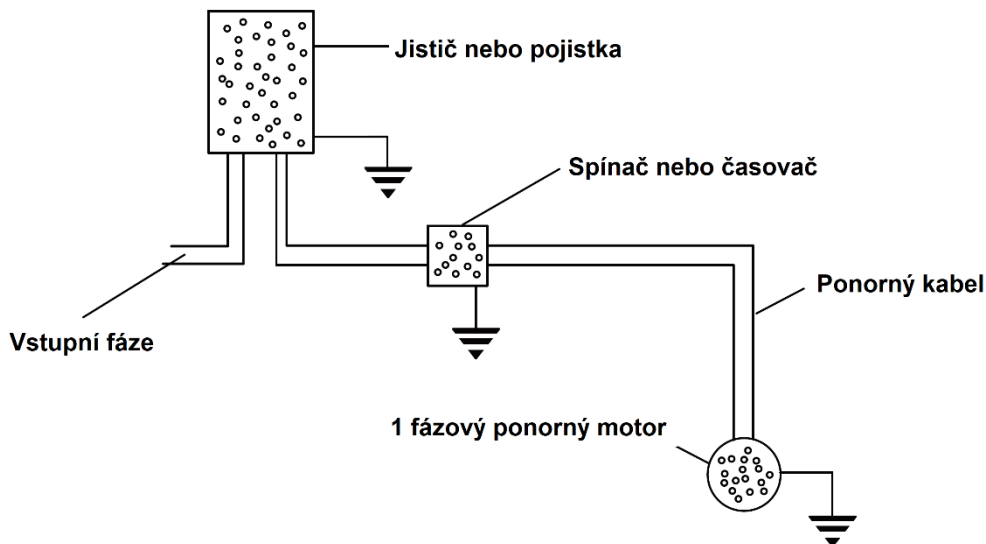 Jistič nebo pojistka
Spínač nebo časovač
Ponorný kabel
Vstupní fáze
1 fázový ponorný motor